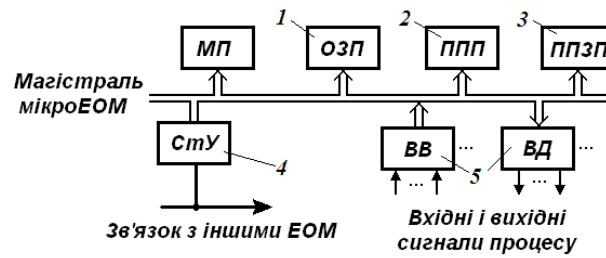 1
2
3
МП
ОЗП
ППП
ППЗП
Магістраль
мікроЕОМ
СтУ
4
ВВ
...
5
ВД
...
...
...
Зв'язок з іншими ЕОМ
Вхідні і вихідні
сигнали процесу